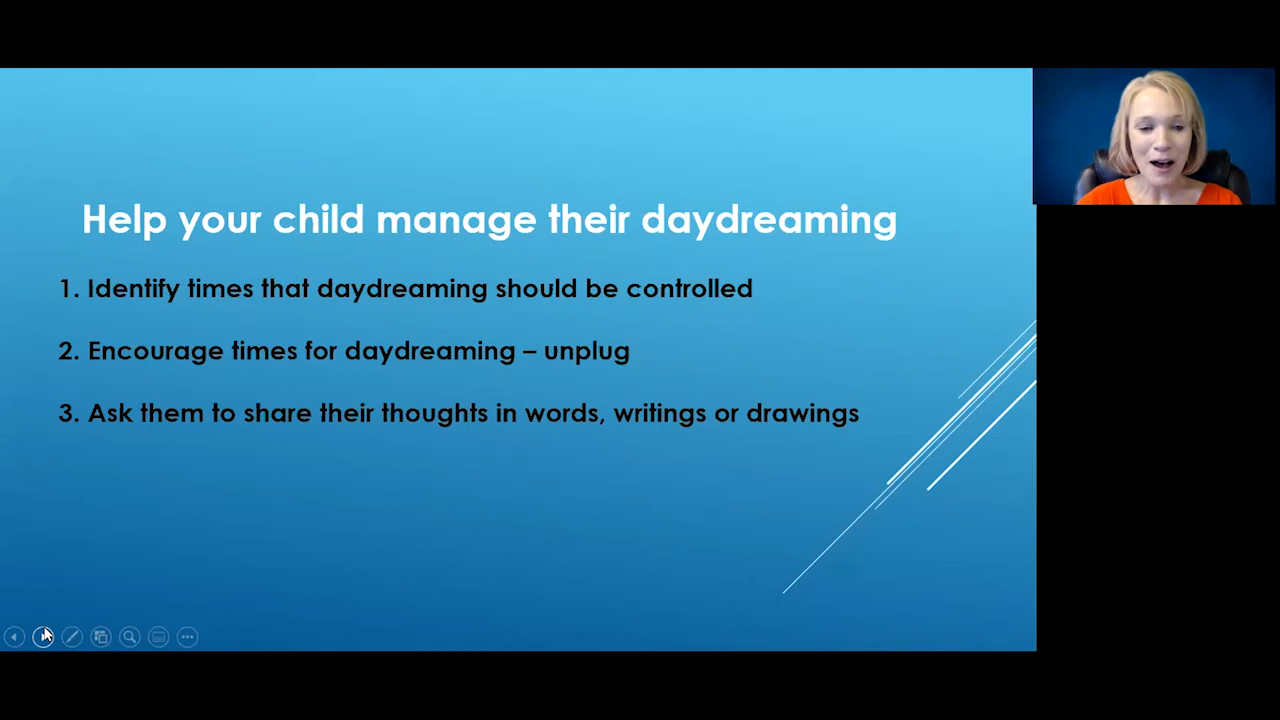 Help your child manage their daydreaming
1. Identify times that daydreaming should be controlled
2. Encourage times for daydreaming – unplug
3. Ask them to share their thoughts in words, writings or drawings